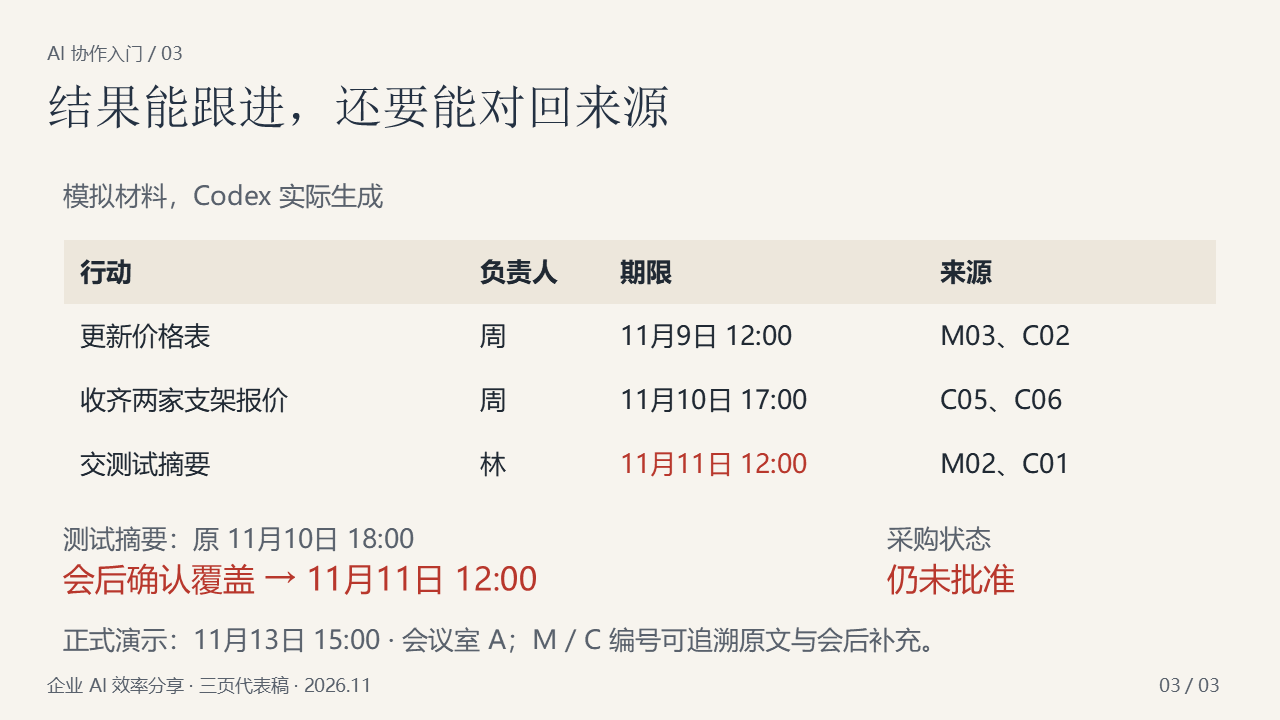 AI 协作入门 / 03
结果能跟进，还要能对回来源
模拟材料，Codex 实际生成
行动 负责人 期限 来源
更新价格表 周 11月9日 12:00 M03、C02
收齐两家支架报价 周 11月10日 17:00 C05、C06
交测试摘要 林 11月11日 12:00 M02、C01
测试摘要：原 11月10日 18:00 采购状态
会后确认覆盖 → 11月11日 12:00 仍未批准
正式演示：11月13日 15:00 · 会议室 A；M / C 编号可追溯原文与会后补充。
企业 AI 效率分享 · 三页代表稿 · 2026.11 03 / 03